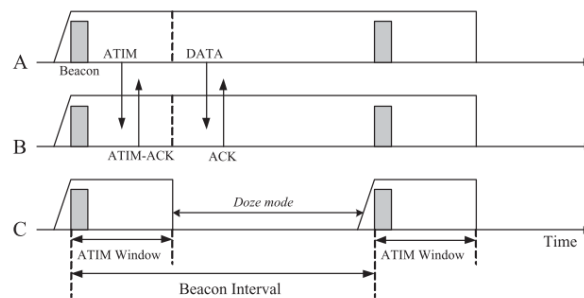 A
Beacon
ATIM
DATA
B
ATIM-ACK
ACK
C
Doze mode
Time
ATIM Window
ATIM Window
Beacon Interval